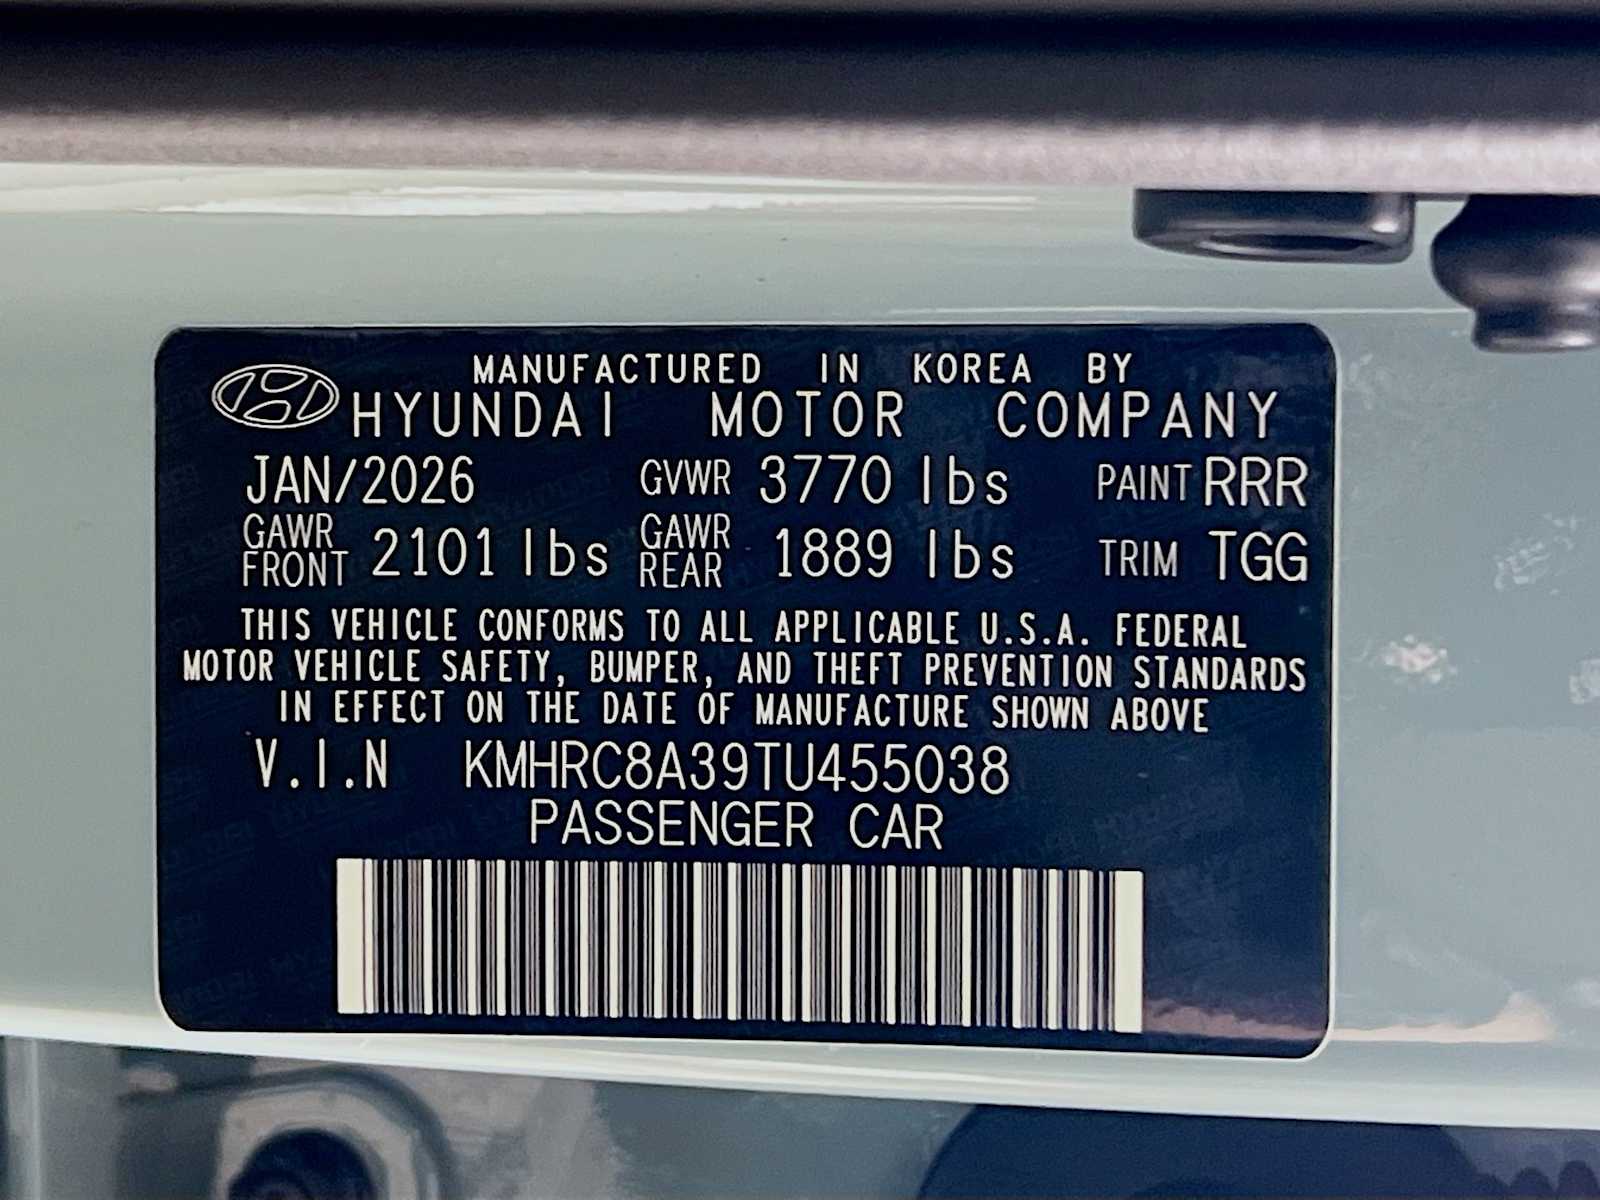 MANUFACTURED IN KOREA BY
HYUNDAI MOTOR COMPANY
JAN/2026 GVWR 3770 lbs PAINT RRR
GAWR FRONT 2101 lbs GAWR REAR 1889 lbs TRIM TGG
THIS VEHICLE CONFORMS TO ALL APPLICABLE U.S.A. FEDERAL
MOTOR VEHICLE SAFETY, BUMPER, AND THEFT PREVENTION STANDARDS
IN EFFECT ON THE DATE OF MANUFACTURE SHOWN ABOVE
V.I.N KMHRC8A39TU455038
PASSENGER CAR